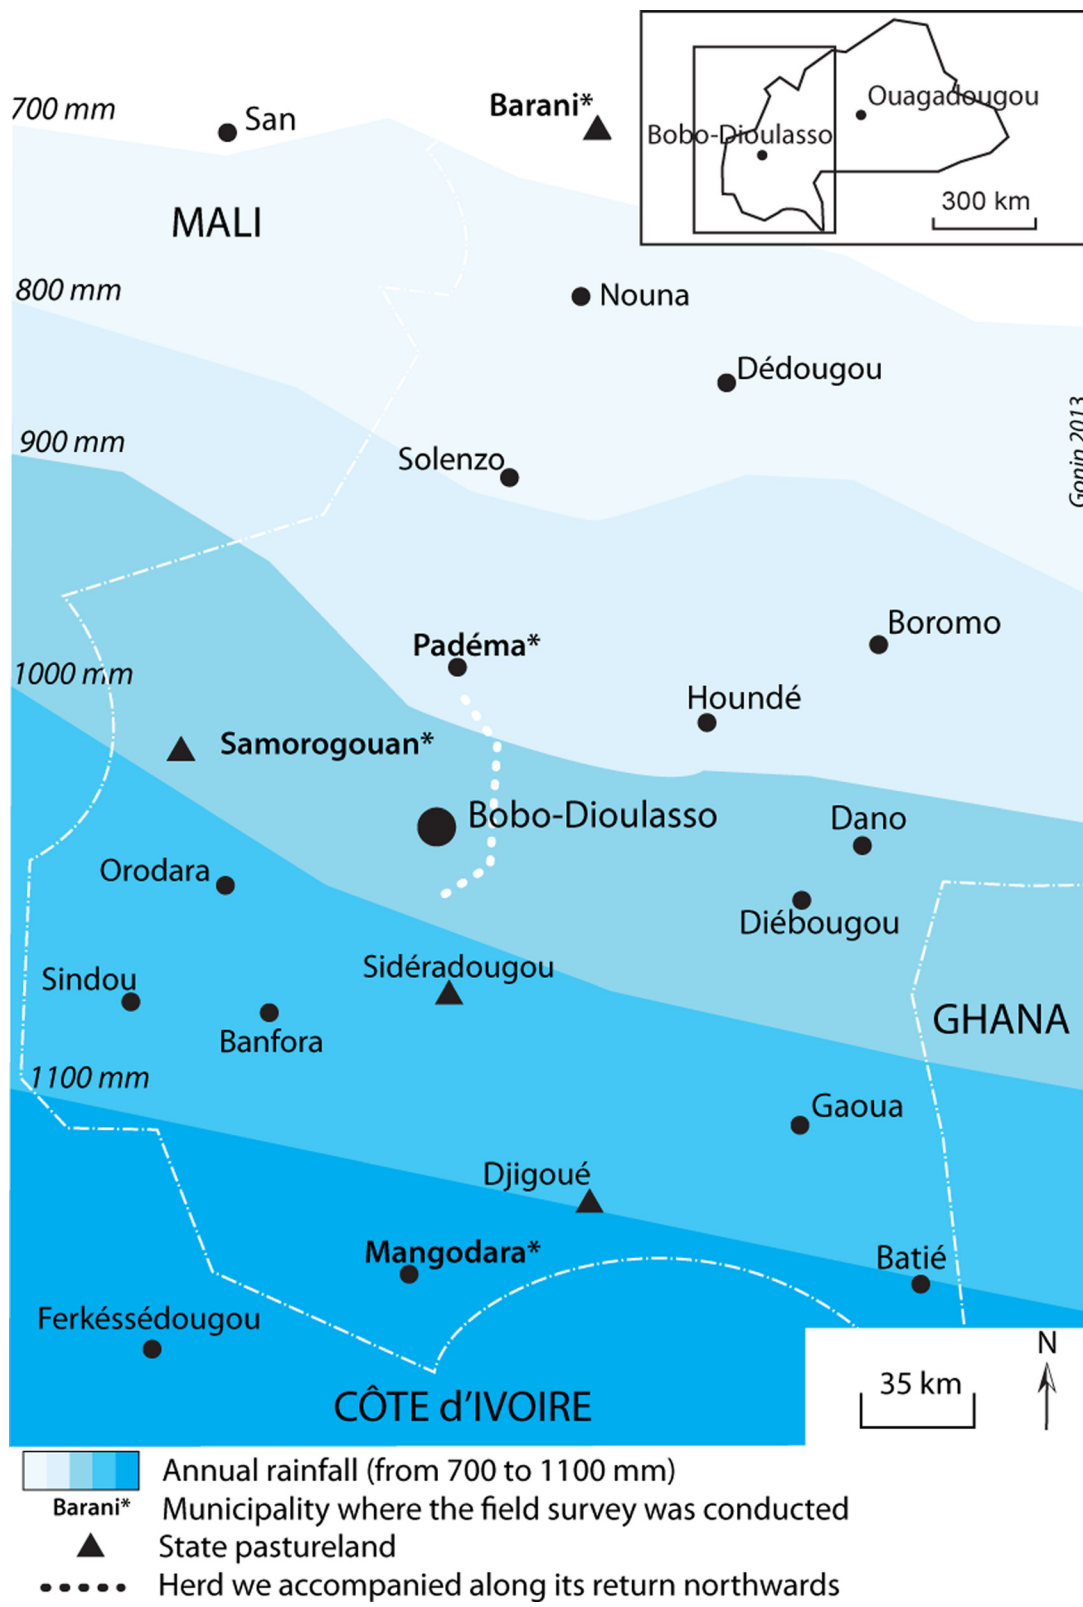 700 mm
San
Barani*
Ouagadougou
Bobo-Dioulasso
300 km
MALI
800 mm
Nouna
Dédougou
Gonin 2013
900 mm
Solenzo
Boromo
Padéma*
1000 mm
Houndé
Samorogouan*
Bobo-Dioulasso
Dano
Orodara
Diébougou
Sidéradougou
Sindou
GHANA
Banfora
1100 mm
Gaoua
Djigoué
Mangodara*
Batié
Ferkéssédougou
N
35 km
CÔTE d'IVOIRE
Annual rainfall (from 700 to 1100 mm)
Barani* Municipality where the field survey was conducted
State pastureland
Herd we accompanied along its return northwards